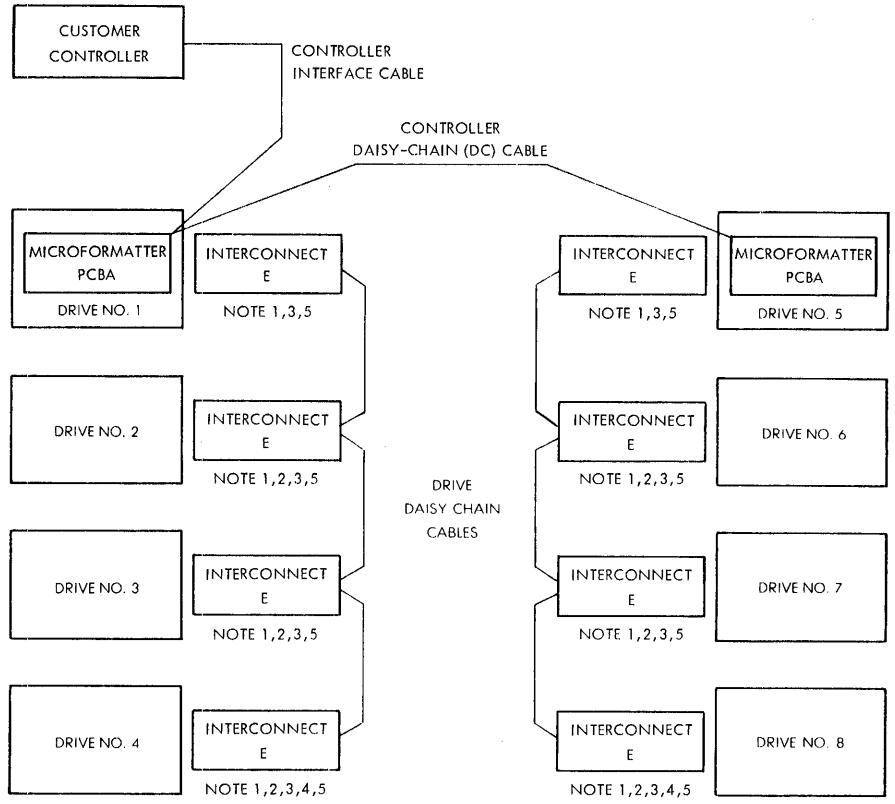 CUSTOMER
CONTROLLER
CONTROLLER
INTERFACE CABLE
CONTROLLER
DAISY-CHAIN (DC) CABLE
MICROFORMATTER
PCBA
DRIVE NO. 1
INTERCONNECT
E
NOTE 1,3,5
INTERCONNECT
E
NOTE 1,3,5
MICROFORMATTER
PCBA
DRIVE NO. 5
DRIVE NO. 2
INTERCONNECT
E
NOTE 1,2,3,5
INTERCONNECT
E
NOTE 1,2,3,5
DRIVE NO. 6
DRIVE
DAISY CHAIN
CABLES
DRIVE NO. 3
INTERCONNECT
E
NOTE 1,2,3,5
INTERCONNECT
E
NOTE 1,2,3,5
DRIVE NO. 7
DRIVE NO. 4
INTERCONNECT
E
NOTE 1,2,3,4,5
INTERCONNECT
E
NOTE 1,2,3,4,5
DRIVE NO. 8